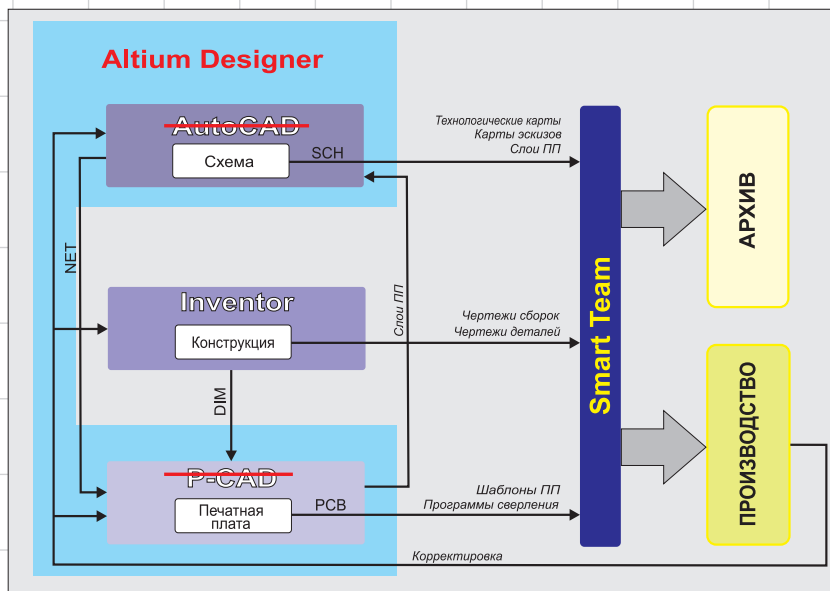 Altium Designer
AutoCAD
Схема
SCH
Технологические карты
Карты эскизов
Слои ПП
NET
Inventor
Конструкция
Слои ПП
Чертежи сборок
Чертежи деталей
DIM
P-CAD
Печатная
плата
PCB
Шаблоны ПП
Программы сверления
Корректировка
Smart Team
АРХИВ
ПРОИЗВОДСТВО